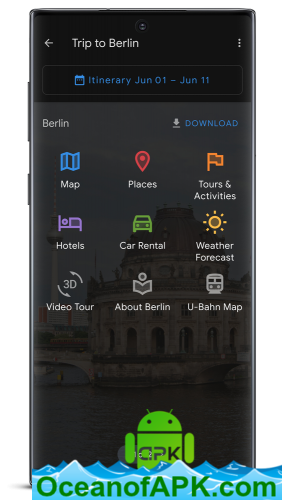 Trip to Berlin
Itinerary Jun 01 – Jun 11
Berlin
DOWNLOAD
Map
Places
Tours &
Activities
Hotels
Car Rental
Weather
Forecast
3D
Video Tour
About Berlin
U-Bahn Map
APK
OceanofAPK.com